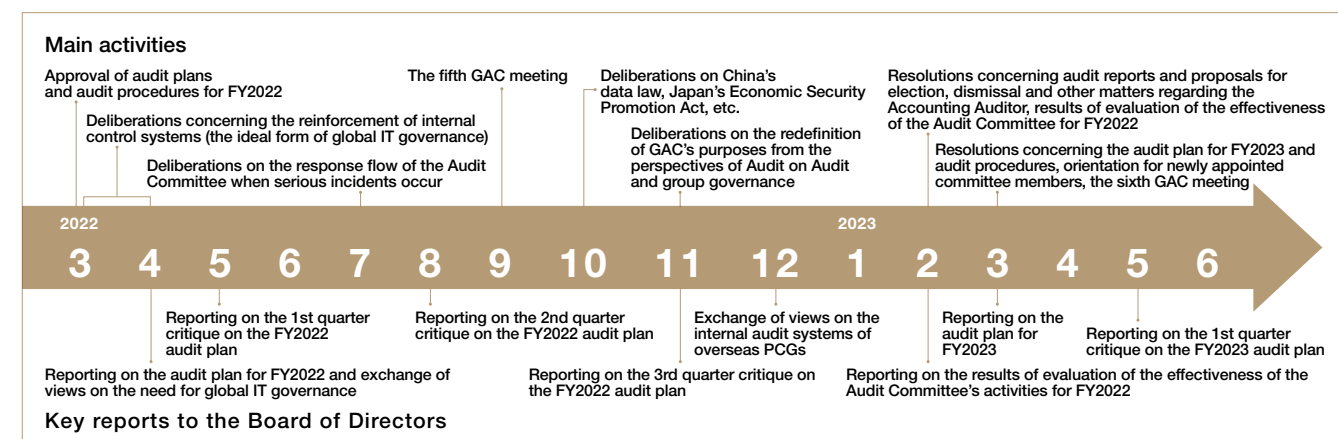 Main activities
Approval of audit plans
and audit procedures for FY2022
Deliberations concerning the reinforcement of internal
control systems (the ideal form of global IT governance)
Deliberations on the response flow of the Audit
Committee when serious incidents occur
The fifth GAC meeting
Deliberations on China's
data law, Japan's Economic Security
Promotion Act, etc.
Deliberations on the redefinition
of GAC's purposes from the
perspectives of Audit on Audit
and group governance
Resolutions concerning audit reports and proposals for
election, dismissal and other matters regarding the
Accounting Auditor, results of evaluation of the effectiveness
of the Audit Committee for FY2022
Resolutions concerning the audit plan for FY2023 and
audit procedures, orientation for newly appointed
committee members, the sixth GAC meeting
2022 2023
3 4 5 6 7 8 9 10 11 12 1 2 3 4 5 6
Reporting on the 1st quarter
critique on the FY2022
audit plan
Reporting on the audit plan for FY2022 and exchange of
views on the need for global IT governance
Reporting on the 2nd quarter
critique on the FY2022 audit plan
Reporting on the 3rd quarter critique on
the FY2022 audit plan
Exchange of views on the
internal audit systems of
overseas PCGs
Reporting on the
audit plan for
FY2023
Reporting on the results of evaluation of the effectiveness of the
Audit Committee's activities for FY2022
Reporting on the 1st quarter
critique on the FY2023 audit plan
Key reports to the Board of Directors